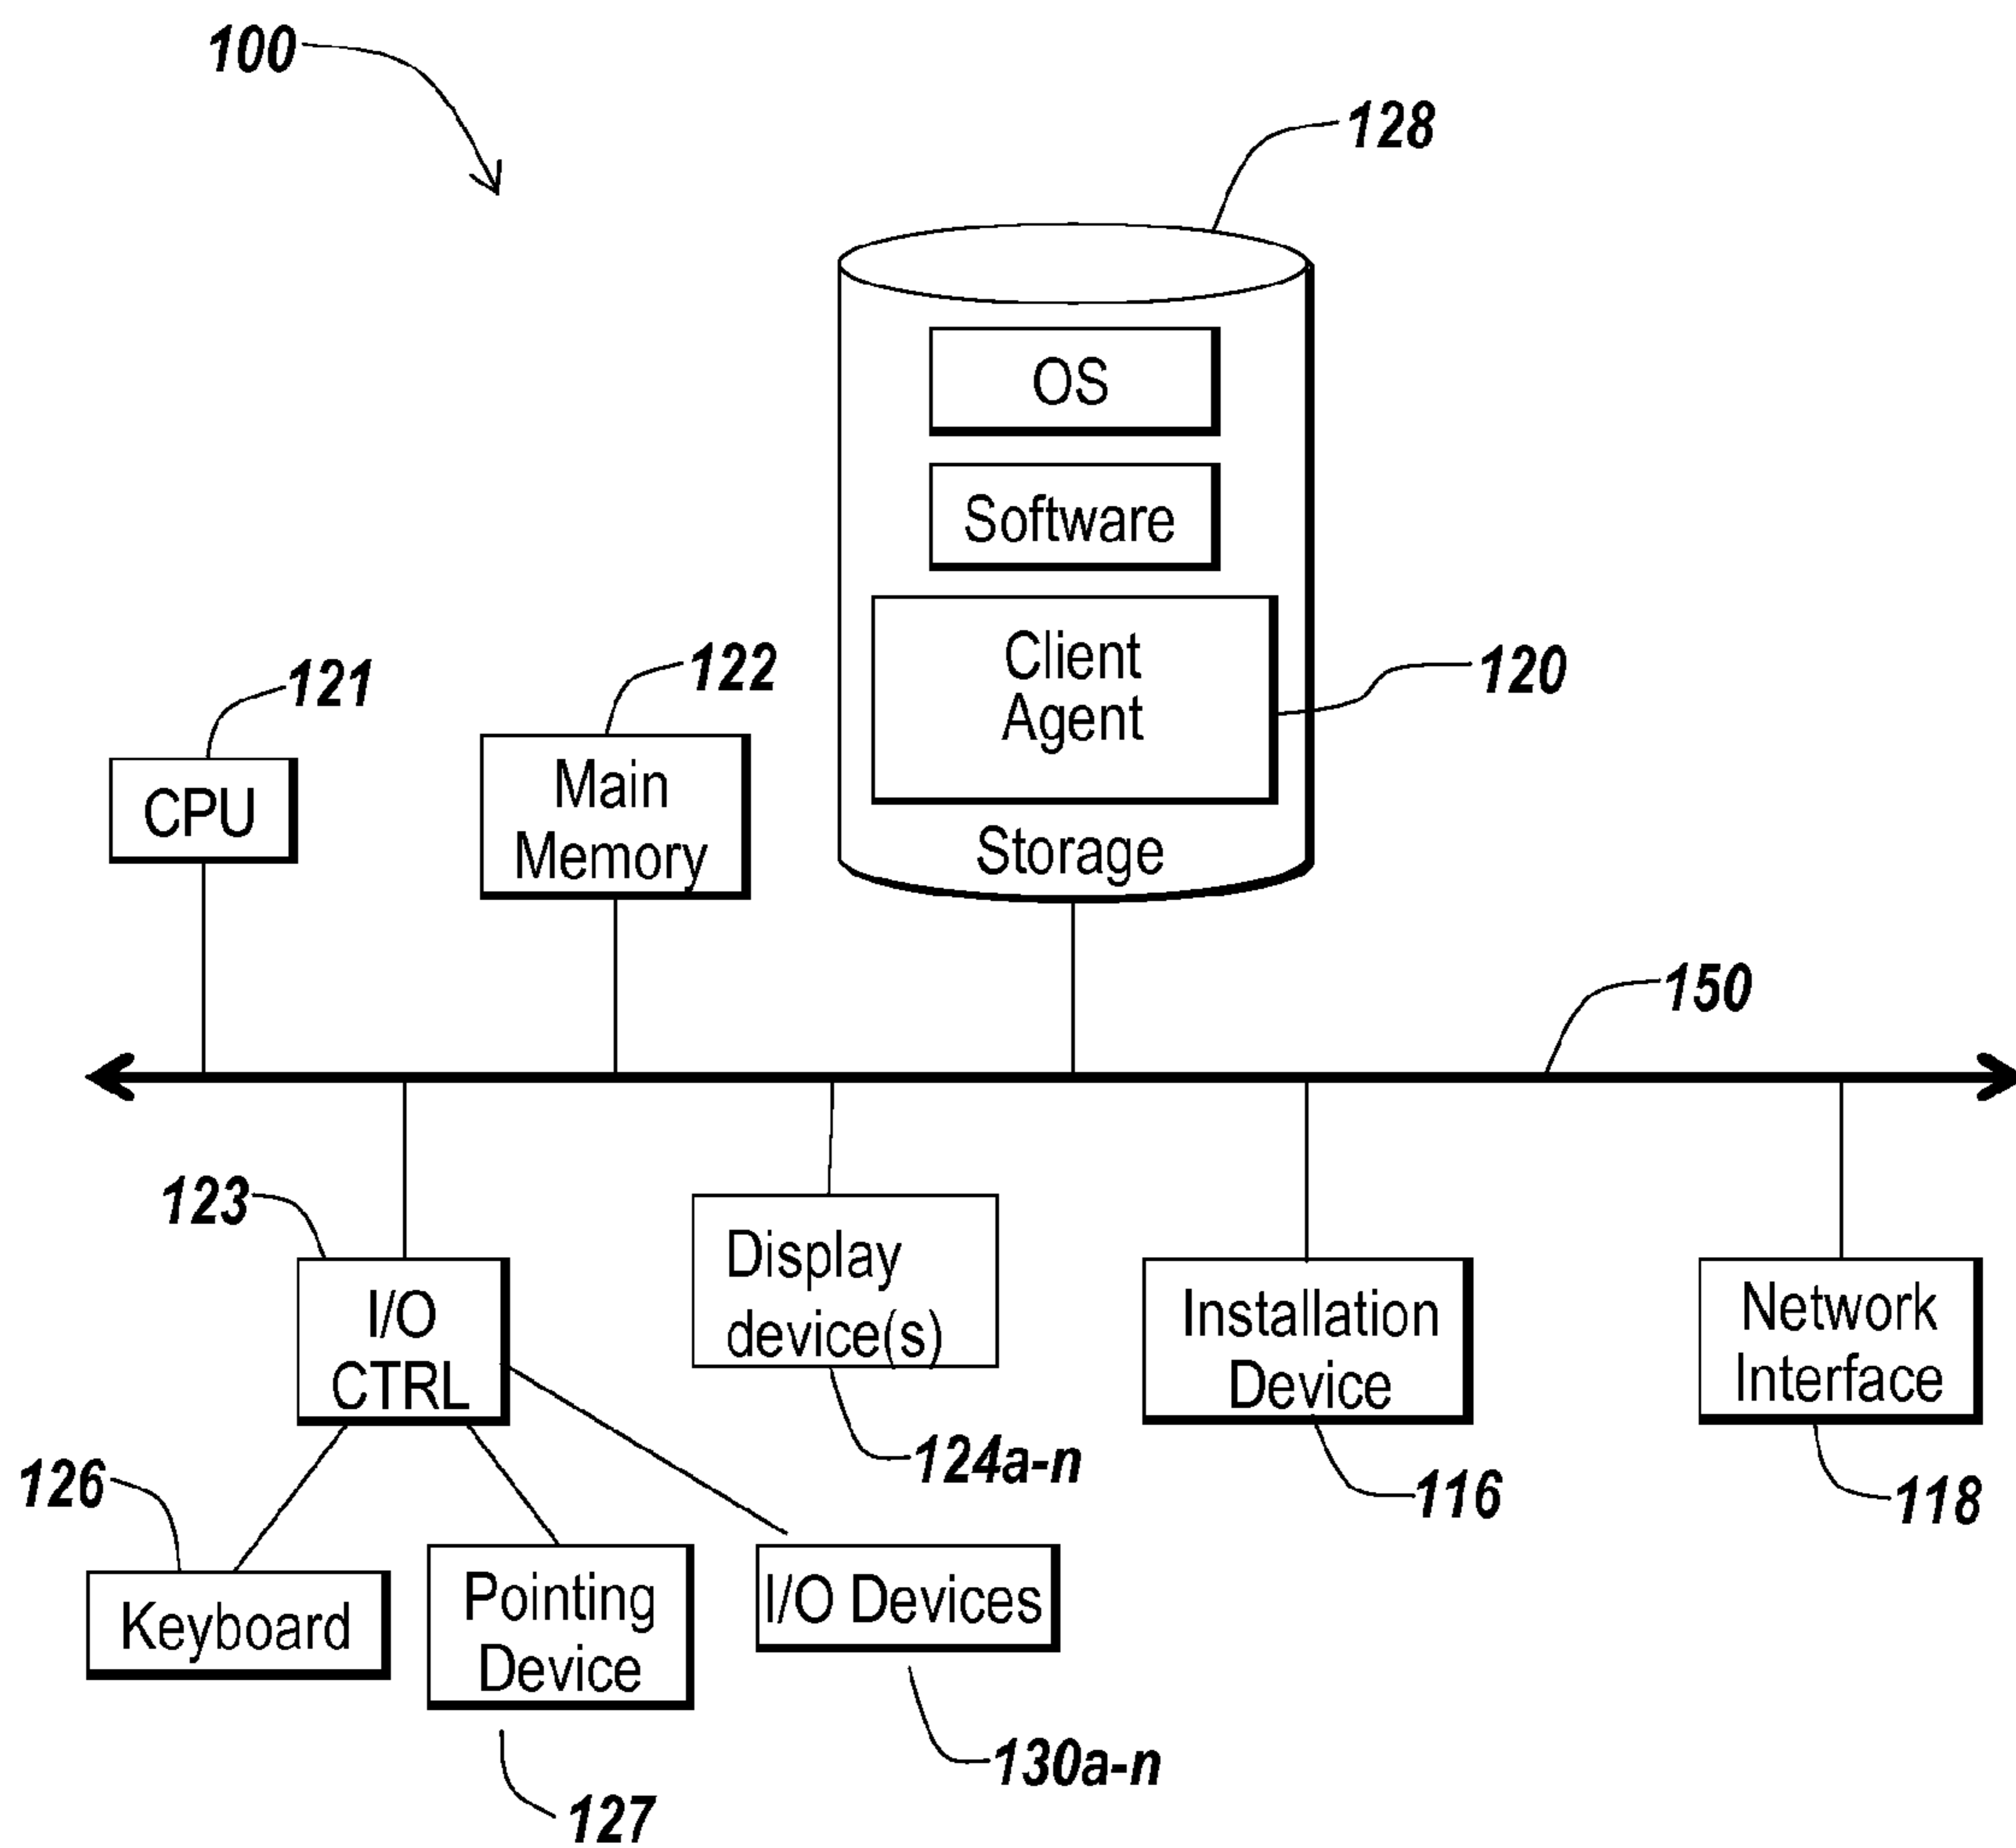 100
128
OS
Software
Client
Agent
120
Storage
121
CPU
122
Main
Memory
150
123
I/O
CTRL
Display
device(s)
124a-n
Installation
Device
116
Network
Interface
118
126
Keyboard
Pointing
Device
127
I/O Devices
130a-n